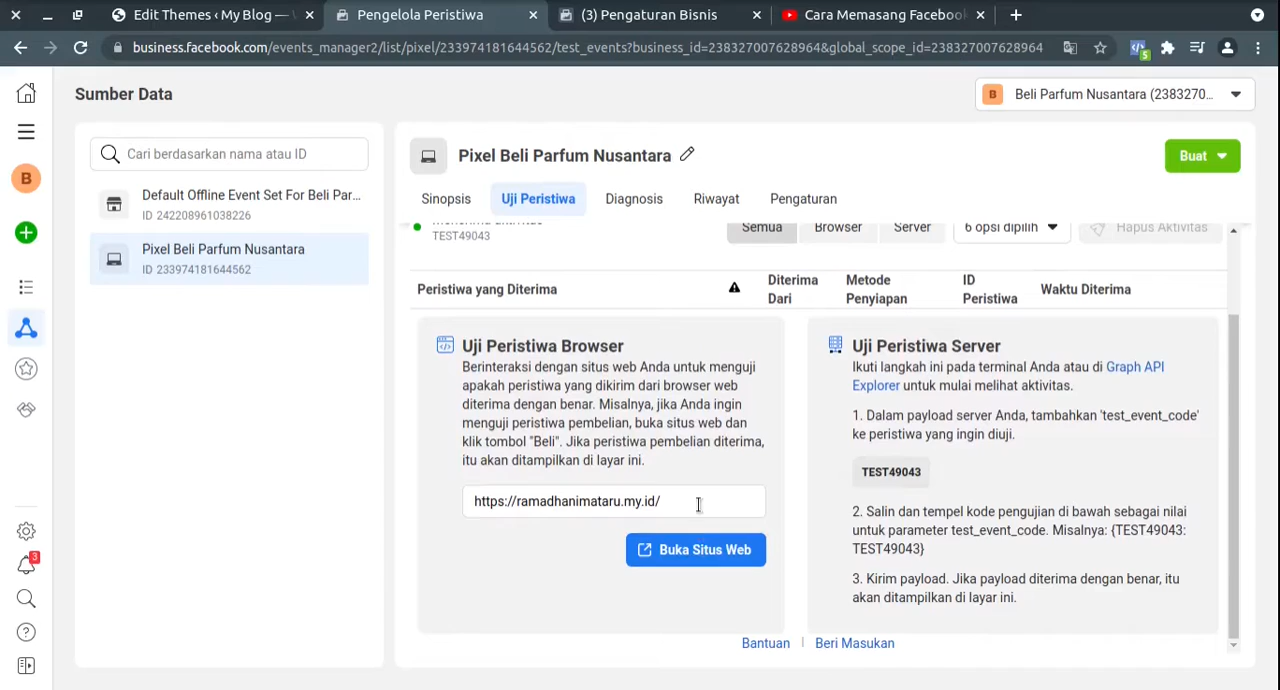 Edit Themes ‹ My Blog —
Pengelola Peristiwa
(3) Pengaturan Bisnis
Cara Memasang Facebook
business.facebook.com/events_manager2/list/pixel/233974181644562/test_events?business_id=238327007628964&global_scope_id=238327007628964
5
Sumber Data
B
Beli Parfum Nusantara (2383270...
Cari berdasarkan nama atau ID
Default Offline Event Set For Beli Par...
ID 242208961038226
Pixel Beli Parfum Nusantara
ID 233974181644562
B
3
Pixel Beli Parfum Nusantara
Buat
Sinopsis
Uji Peristiwa
Diagnosis
Riwayat
Pengaturan
Menerima aktivitas
TEST49043
Semua
Browser
Server
6 opsi dipilih
Hapus Aktivitas
Peristiwa yang Diterima
Diterima
Dari
Metode
Penyiapan
ID
Peristiwa
Waktu Diterima
Uji Peristiwa Browser
Berinteraksi dengan situs web Anda untuk menguji
apakah peristiwa yang dikirim dari browser web
diterima dengan benar. Misalnya, jika Anda ingin
menguji peristiwa pembelian, buka situs web dan
klik tombol "Beli". Jika peristiwa pembelian diterima,
itu akan ditampilkan di layar ini.
https://ramadhanimataru.my.id/
Buka Situs Web
Uji Peristiwa Server
Ikuti langkah ini pada terminal Anda atau di Graph API
Explorer untuk mulai melihat aktivitas.
1. Dalam payload server Anda, tambahkan 'test_event_code'
ke peristiwa yang ingin diuji.
TEST49043
2. Salin dan tempel kode pengujian di bawah sebagai nilai
untuk parameter test_event_code. Misalnya: {TEST49043:
TEST49043}
3. Kirim payload. Jika payload diterima dengan benar, itu
akan ditampilkan di layar ini.
Bantuan
Beri Masukan